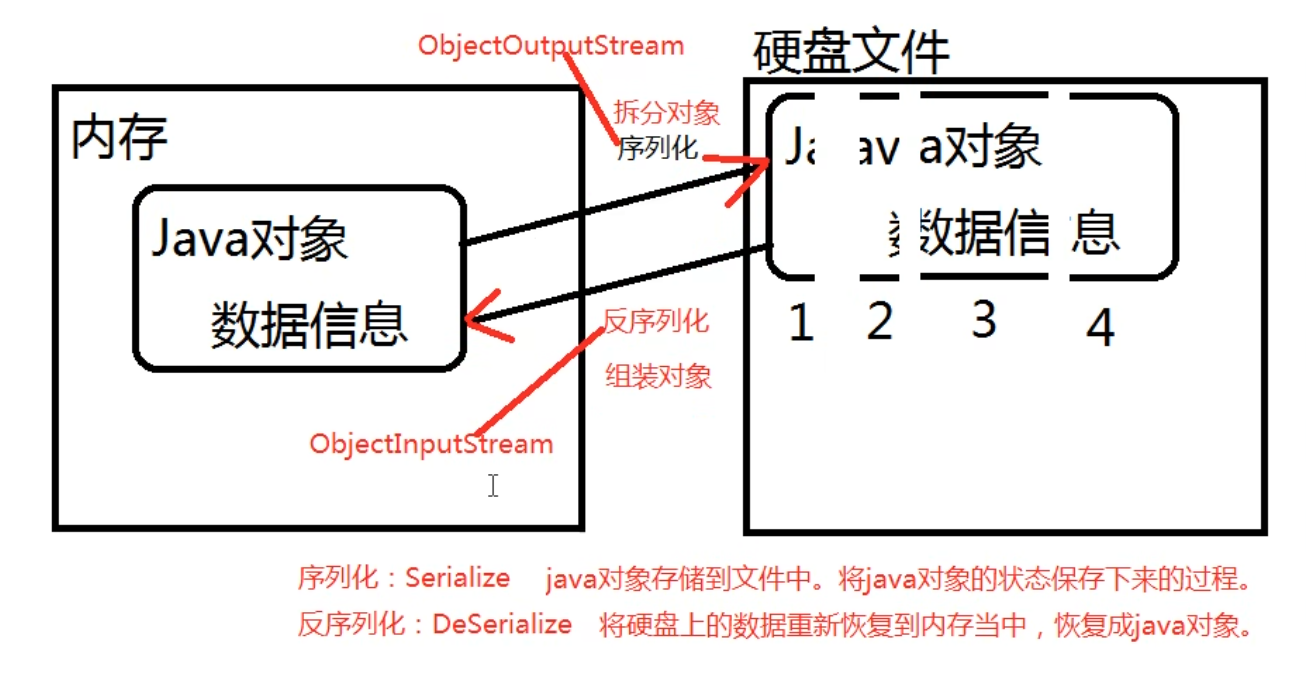 ObjectOutputStream
硬盘文件
内存
拆分对象
序列化
Java对象
数据信息
Ja av a对象
数据信 息
1 2 3 4
反序列化
组装对象
ObjectInputStream
序列化：Serialize java对象存储到文件中。将java对象的状态保存下来的过程。
反序列化：DeSerialize 将硬盘上的数据重新恢复到内存当中，恢复成java对象。